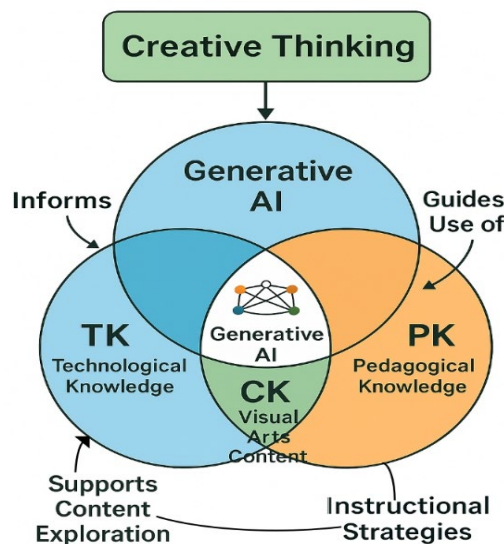 Creative Thinking
Generative
AI
Informs
Guides
Use of
Generative
AI
TK
Technological
Knowledge
PK
Pedagogical
Knowledge
CK
Visual
Arts
Content
Supports
Content
Exploration
Instructional
Strategies